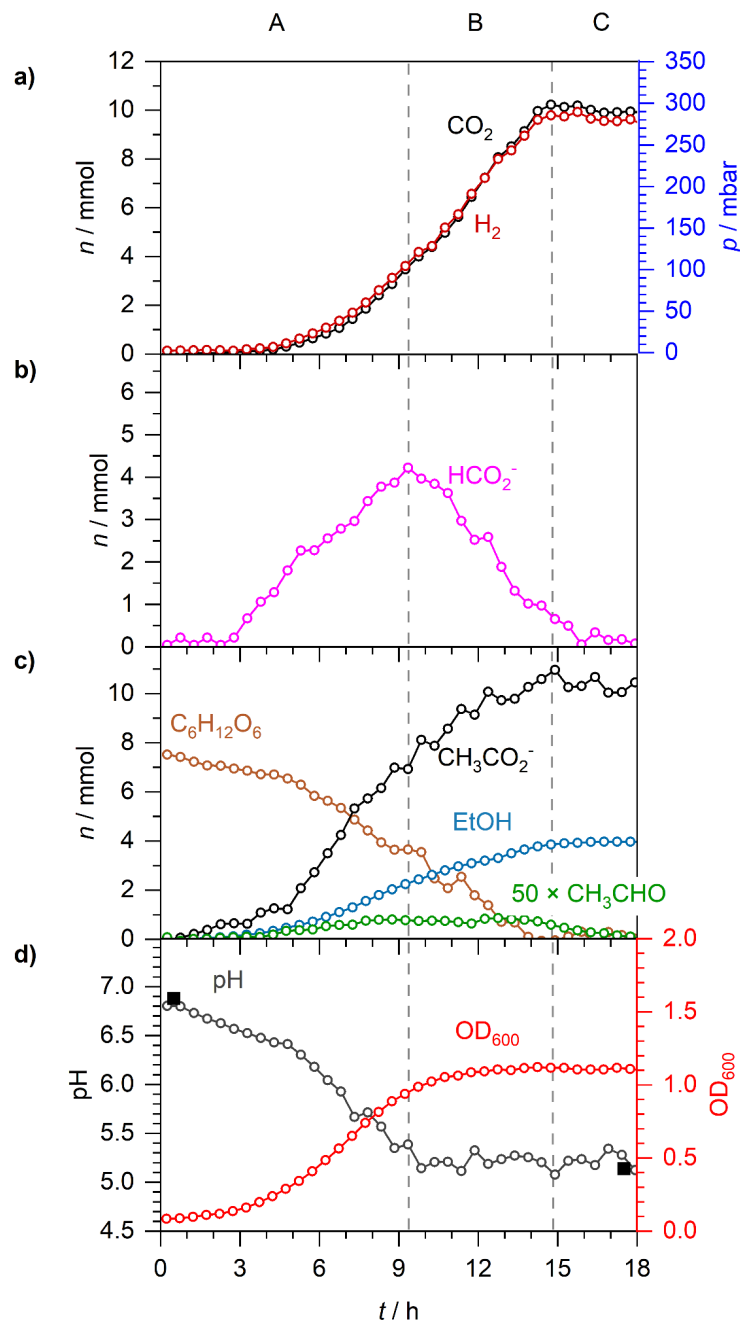 A B C
a)
12
10
8
6
4
2
0
n / mmol
CO₂
H₂
350
300
250
200
150
100
50
0
p / mbar
b)
6
5
4
3
2
1
0
n / mmol
HCO₂⁻
c)
10
8
6
4
2
0
n / mmol
C₆H₁₂O₆
CH₃CO₂⁻
EtOH
50 × CH₃CHO
d)
7.0
6.5
6.0
5.5
5.0
4.5
pH
pH
OD₆₀₀
2.0
1.5
1.0
0.5
0.0
OD₆₀₀
0 3 6 9 12 15 18
t / h